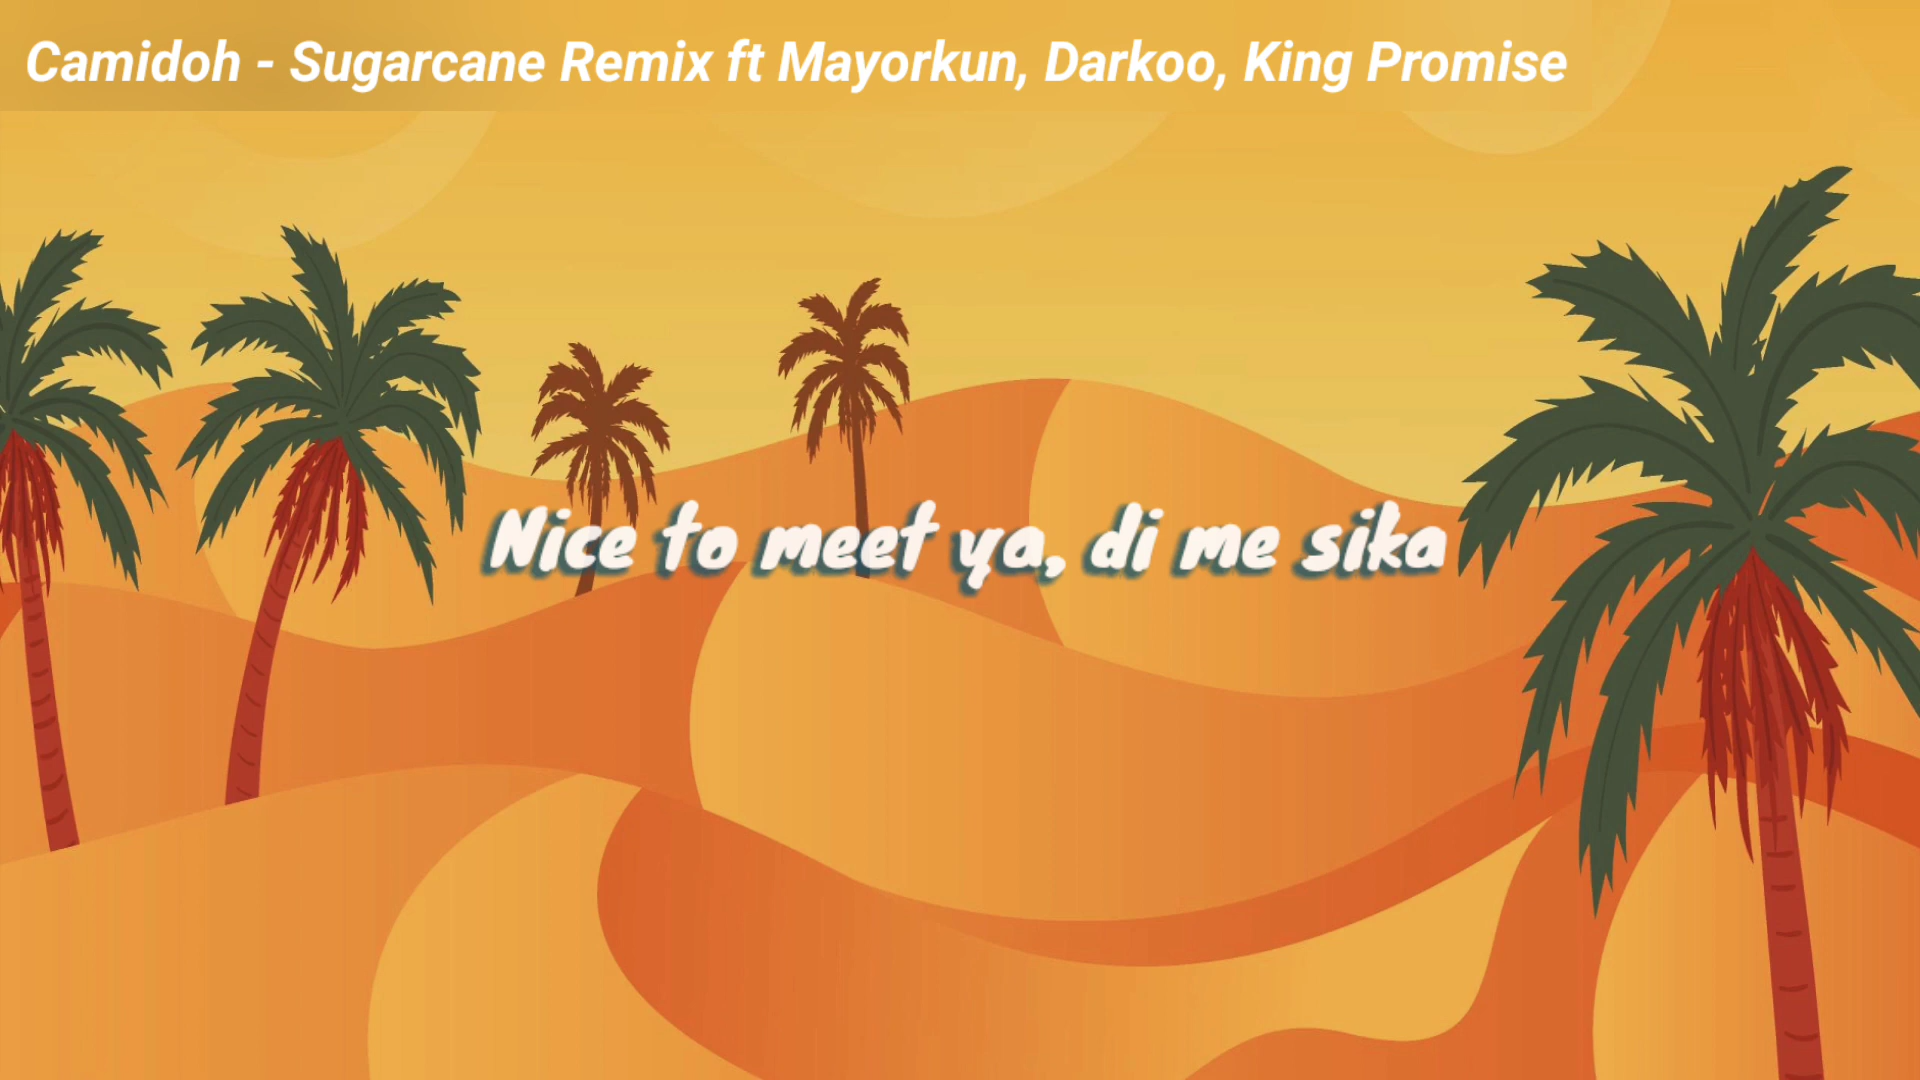 Camidoh - Sugarcane Remix ft Mayorkun, Darkoo, King Promise
Nice to meet ya, di me sika